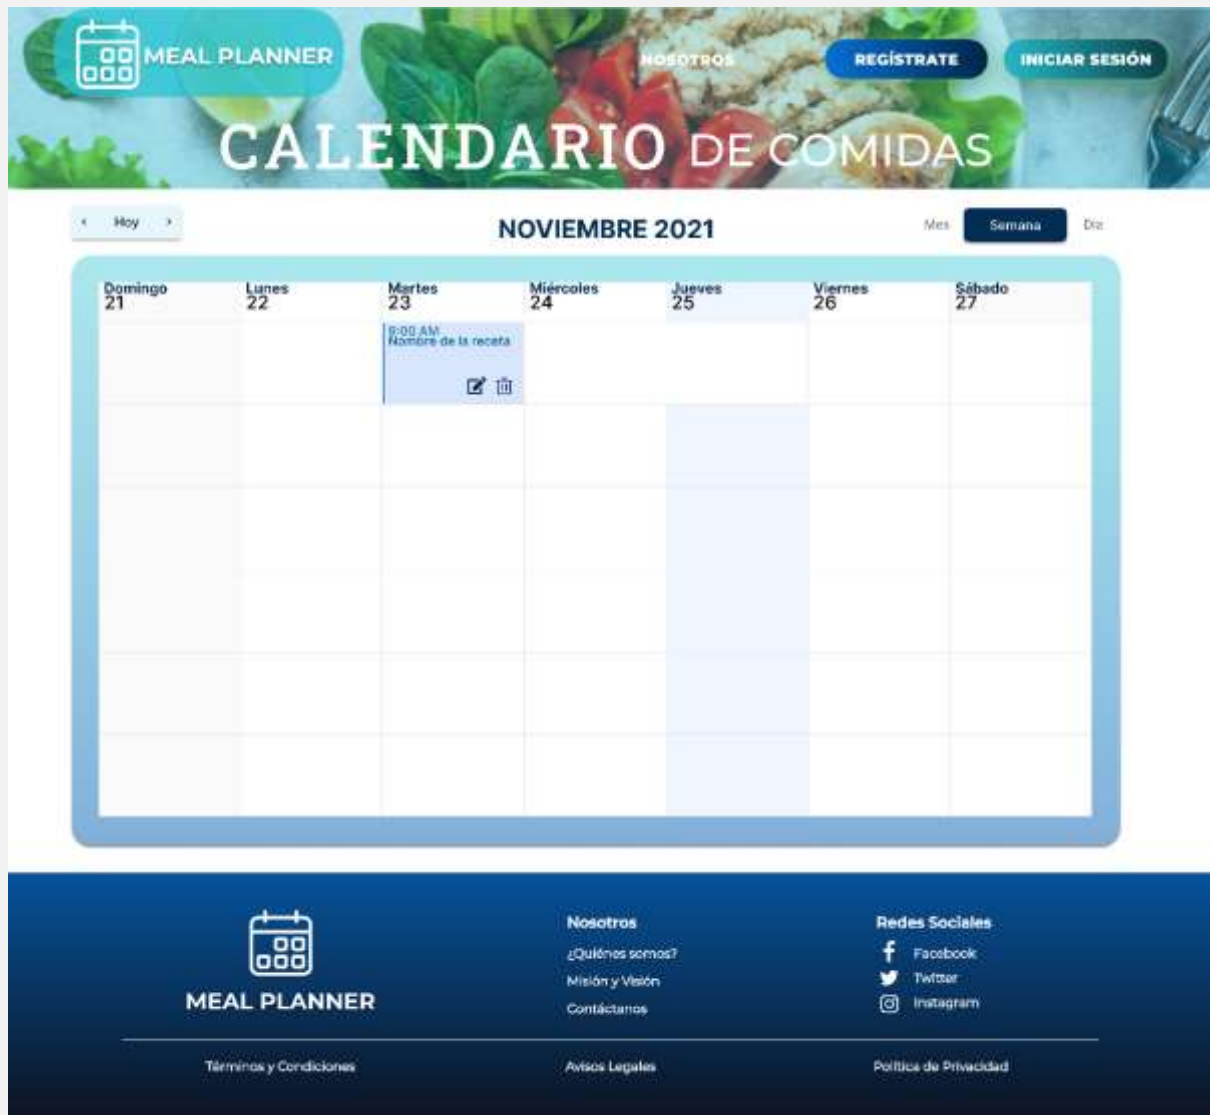 MEAL PLANNER
NOSOTROS
REGÍSTRATE
INICIAR SESIÓN
CALENDARIO DE COMIDAS
‹ Hoy ›
NOVIEMBRE 2021
Mes Semana Día
Domingo Lunes Martes Miércoles Jueves Viernes Sábado
21 22 23 24 25 26 27
9:00 AM
Nombre de la receta
MEAL PLANNER
Nosotros
¿Quiénes somos?
Misión y Visión
Contáctanos
Redes Sociales
Facebook
Twitter
Instagram
Términos y Condiciones
Avisos Legales
Política de Privacidad